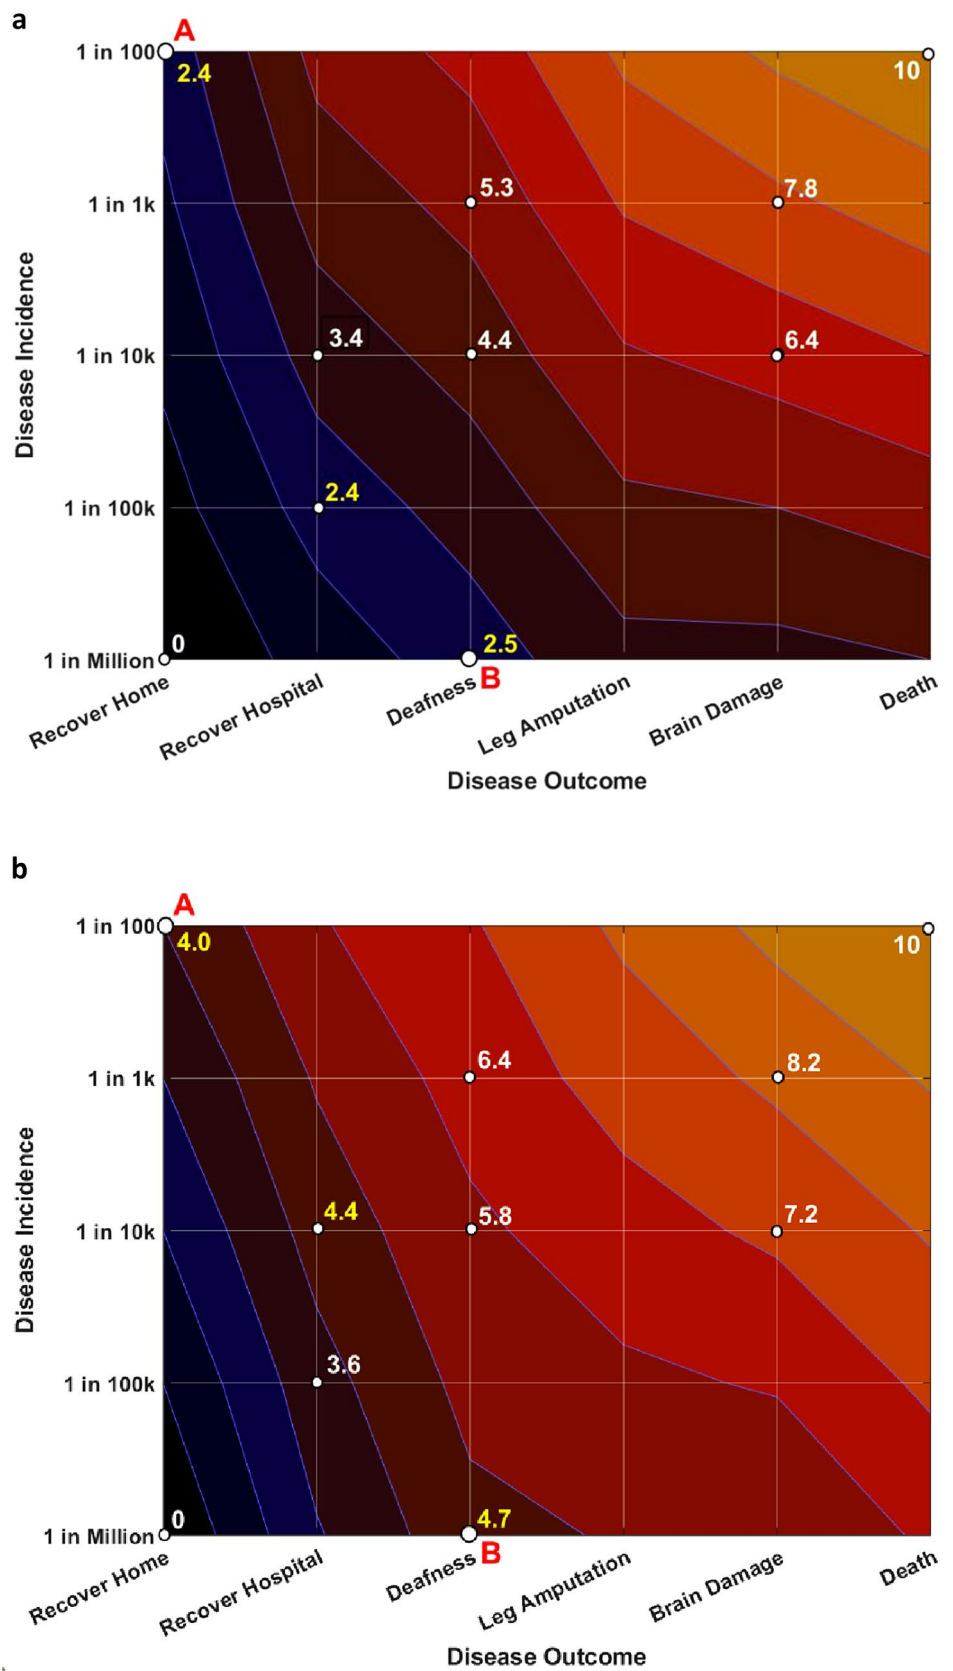 a
A
1 in 100
2.4
10
5.3
7.8
1 in 1k
3.4
4.4
6.4
1 in 10k
2.4
1 in 100k
0
2.5
1 in Million
B
Recover Home
Recover Hospital
Deafness
Leg Amputation
Brain Damage
Death
Disease Incidence
Disease Outcome
b
A
1 in 100
4.0
10
6.4
8.2
1 in 1k
4.4
5.8
7.2
1 in 10k
3.6
1 in 100k
0
4.7
1 in Million
B
Recover Home
Recover Hospital
Deafness
Leg Amputation
Brain Damage
Death
Disease Incidence
Disease Outcome